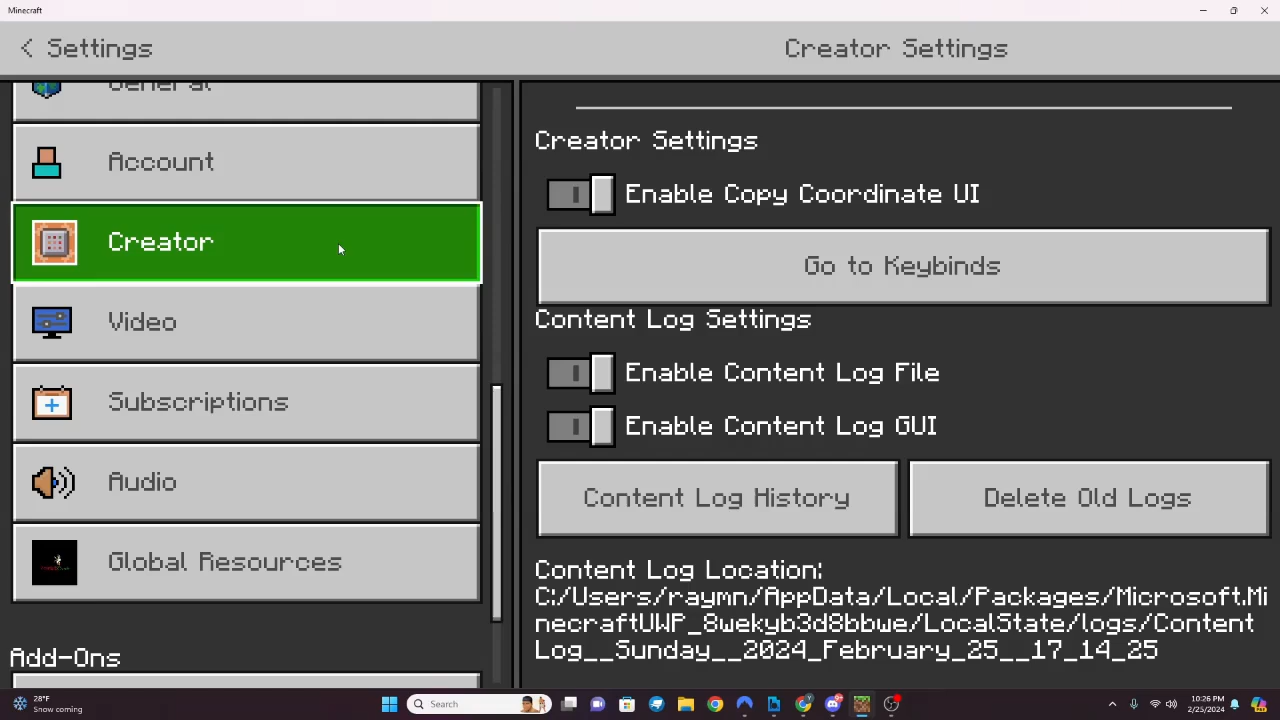 Minecraft
Settings
Creator Settings
General
Account
Creator
Video
Subscriptions
Audio
Global Resources
Add-Ons
Creator Settings
Enable Copy Coordinate UI
Go to Keybinds
Content Log Settings
Enable Content Log File
Enable Content Log GUI
Content Log History
Delete Old Logs
Content Log Location:
C:/Users/raymn/AppData/Local/Packages/Microsoft.Mi
necraftUWP_8wekyb3d8bbwe/LocalState/logs/Content
Log__Sunday__2024_February_25__17_14_25
28°F
Snow coming
Search
10:26 PM
2/25/2024